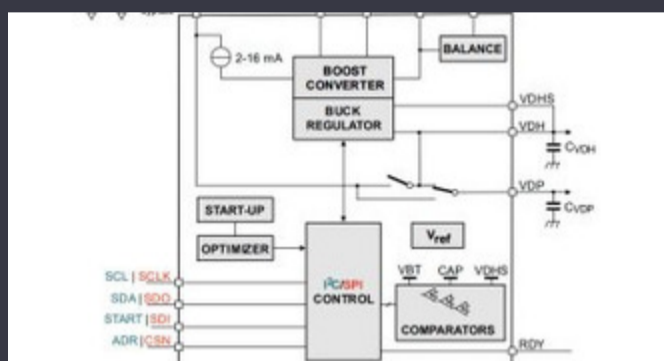 2-16 mA
BALANCE
BOOST
CONVERTER
BUCK
REGULATOR
VDHS
VDH
CVDH
VDP
CVDP
START-UP
OPTIMIZER
Vref
SCL | SCLK
SDA | SDO
START | SDI
ADR | CSN
I²C/SPI
CONTROL
VBT CAP VDHS
COMPARATORS
RDY